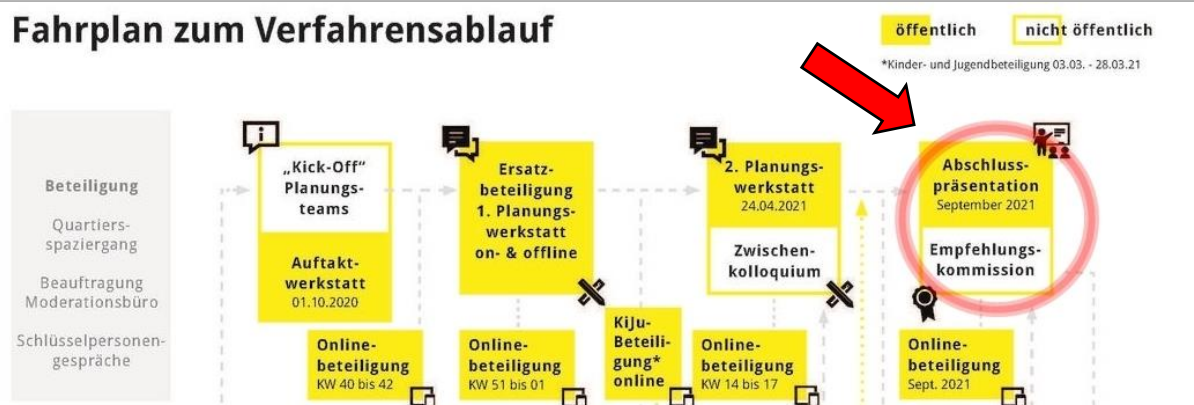 Fahrplan zum Verfahrensablauf
öffentlich
nicht öffentlich
*Kinder- und Jugendbeteiligung 03.03. - 28.03.21
Beteiligung
Quartiers-
spaziergang
Beauftragung
Moderationsbüro
Schlüsselpersonen-
gespräche
„Kick-Off“
Planungs-
teams
Auftakt-
werkstatt
01.10.2020
Online-
beteiligung
KW 40 bis 42
Ersatz-
beteiligung
1. Planungs-
werkstatt
on- & offline
Online-
beteiligung
KW 51 bis 01
KiJu-
Beteili-
gung*
online
2. Planungs-
werkstatt
24.04.2021
Zwischen-
kolloquium
Online-
beteiligung
KW 14 bis 17
Abschluss-
präsentation
September 2021
Empfehlungs-
kommission
Online-
beteiligung
Sept. 2021